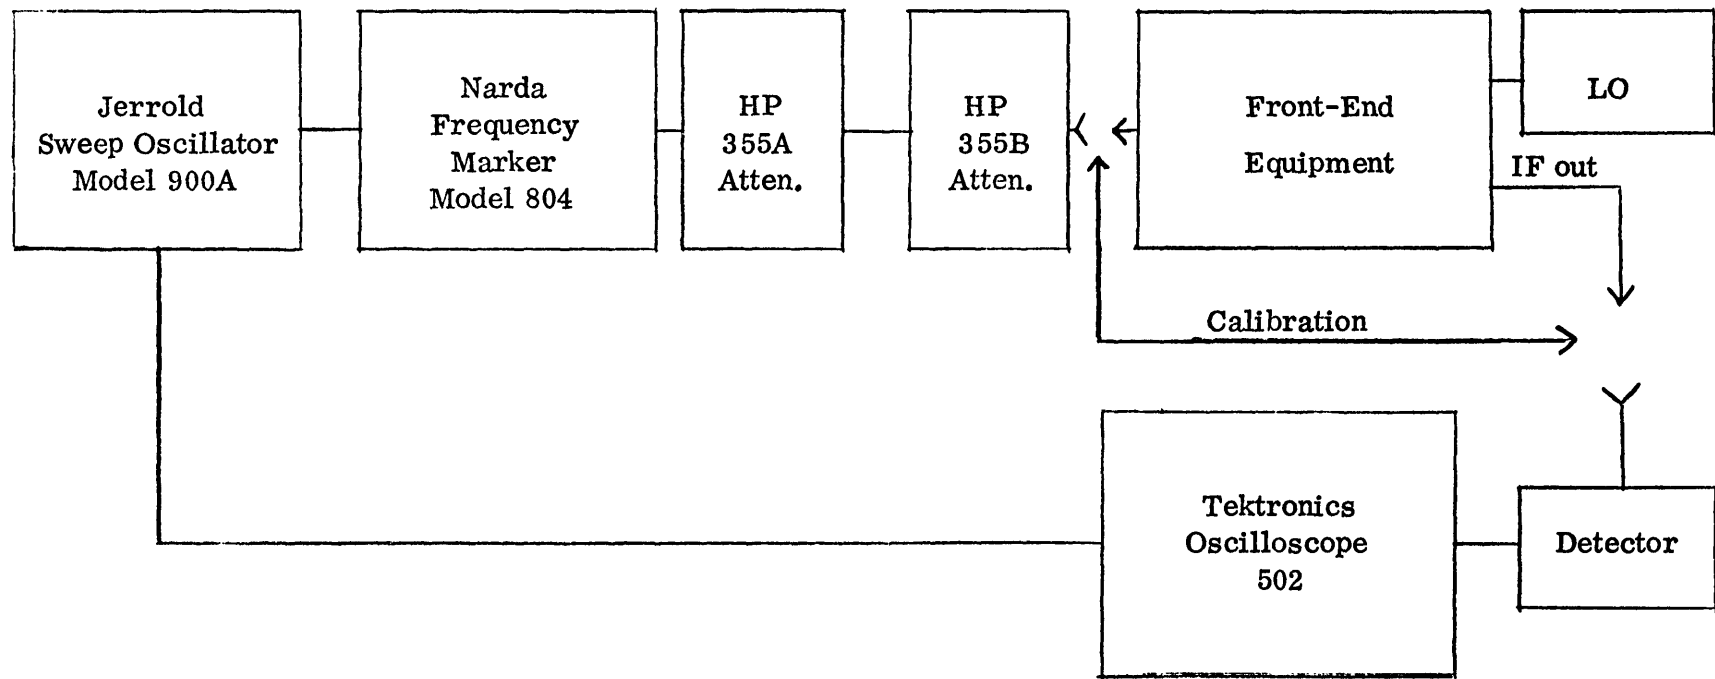 Jerrold
Sweep Oscillator
Model 900A
Narda
Frequency
Marker
Model 804
HP
355A
Atten.
HP
355B
Atten.
Front-End
Equipment
LO
IF out
Calibration
Tektronics
Oscilloscope
502
Detector